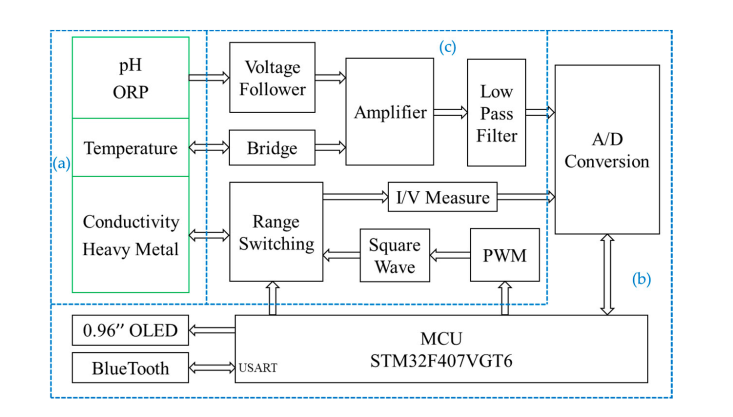 (c)
pH
ORP
Voltage
Follower
Amplifier
Low
Pass
Filter
A/D
Conversion
Temperature
Bridge
(a)
Conductivity
Heavy Metal
Range
Switching
I/V Measure
Square
Wave
PWM
(b)
0.96″ OLED
MCU
STM32F407VGT6
BlueTooth
USART